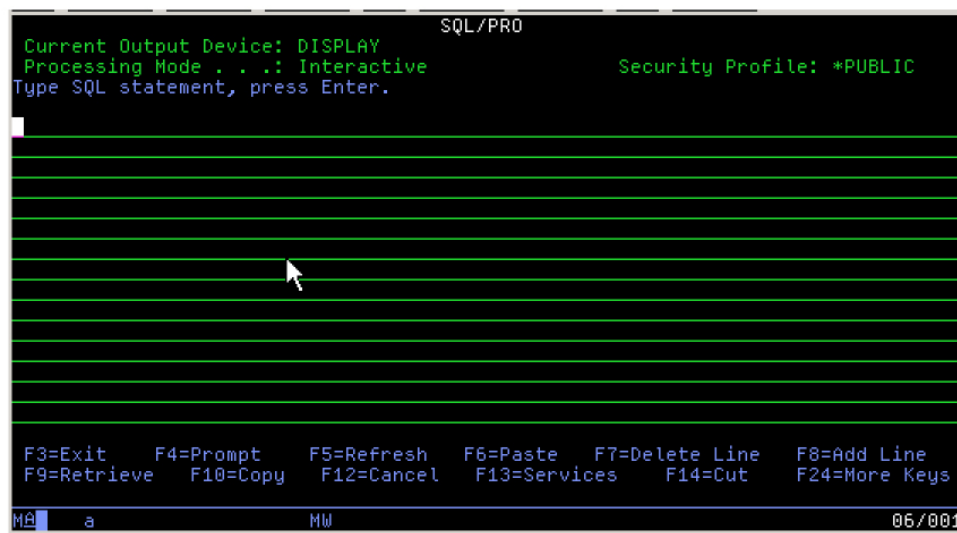 SQL/PRO
Current Output Device: DISPLAY
Processing Mode . . .: Interactive Security Profile: *PUBLIC
Type SQL statement, press Enter.
F3=Exit F4=Prompt F5=Refresh F6=Paste F7=Delete Line F8=Add Line
F9=Retrieve F10=Copy F12=Cancel F13=Services F14=Cut F24=More Keys
MA a MW 06/001